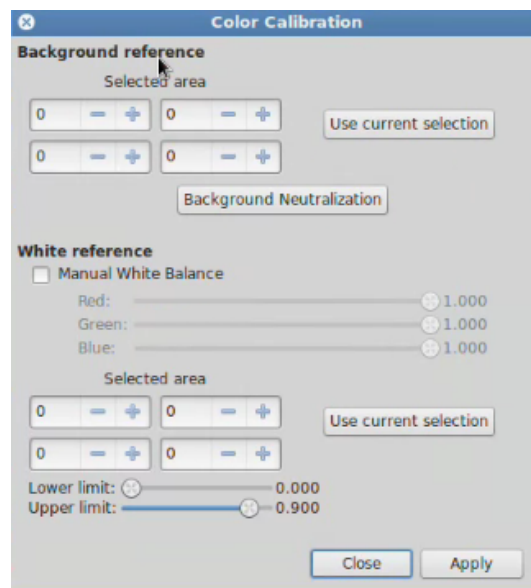 Color Calibration
Background reference
Selected area
0 0
Use current selection
0 0
Background Neutralization
White reference
Manual White Balance
Red: 1.000
Green: 1.000
Blue: 1.000
Selected area
0 0
Use current selection
0 0
Lower limit: 0.000
Upper limit: 0.900
Close Apply